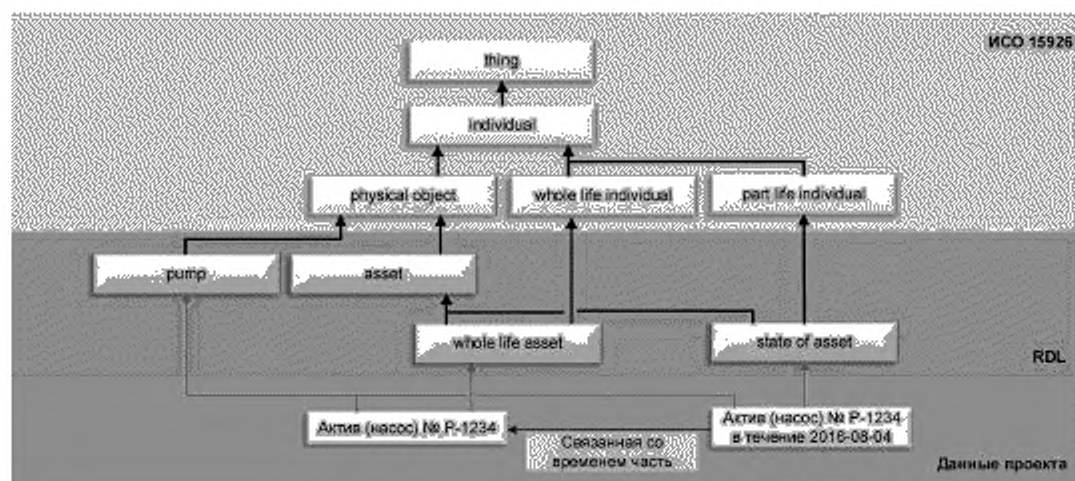 ИСО 15926
thing
individual
physical object
whole life individual
part life individual
pump
asset
whole life asset
state of asset
RDL
Актив (насос) № P-1234
Актив (насос) № P-1234
в течение 2016-08-04
Связанная со
временем часть
Данные проекта